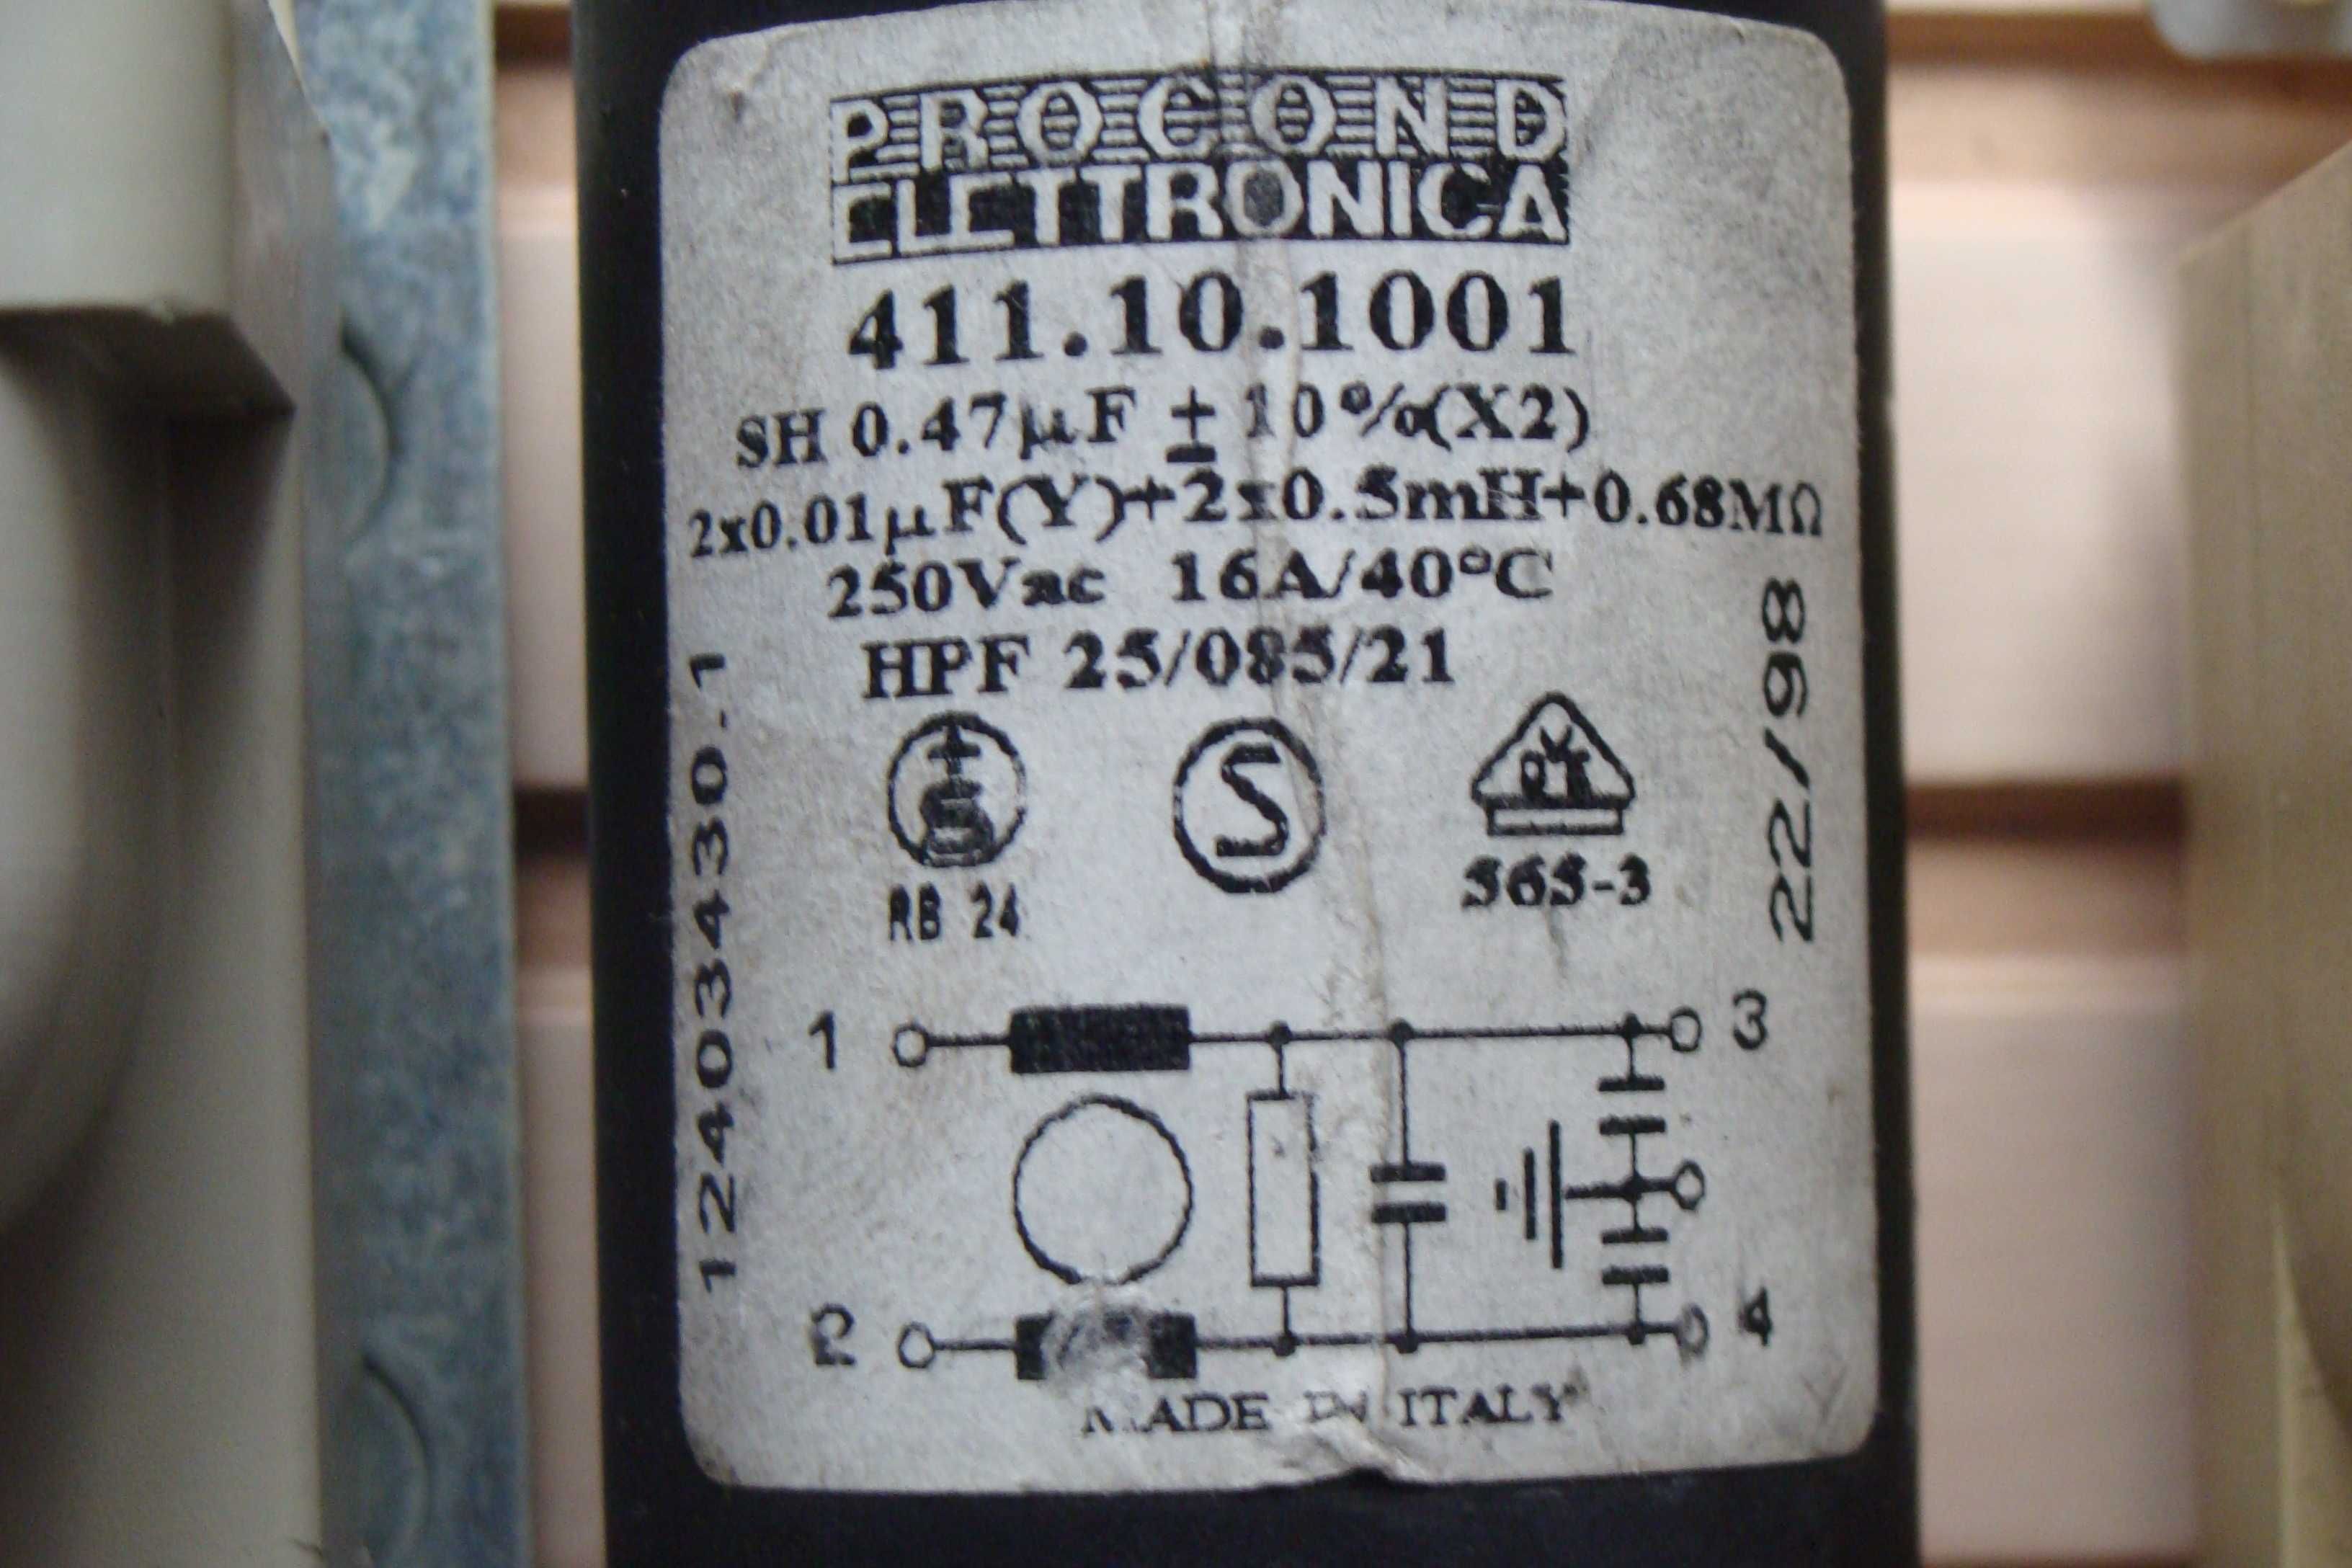 PROCOND
ELETTRONICA
411.10.1001
SH 0.47µF ± 10%(X2)
2x0.01µF(Y)+2x0.5mH+0.68MΩ
250Vac 16A/40°C
HPF 25/085/21
S
RB 24
S
565-3
124034430.1
22/98
1
3
2
4
MADE IN ITALY